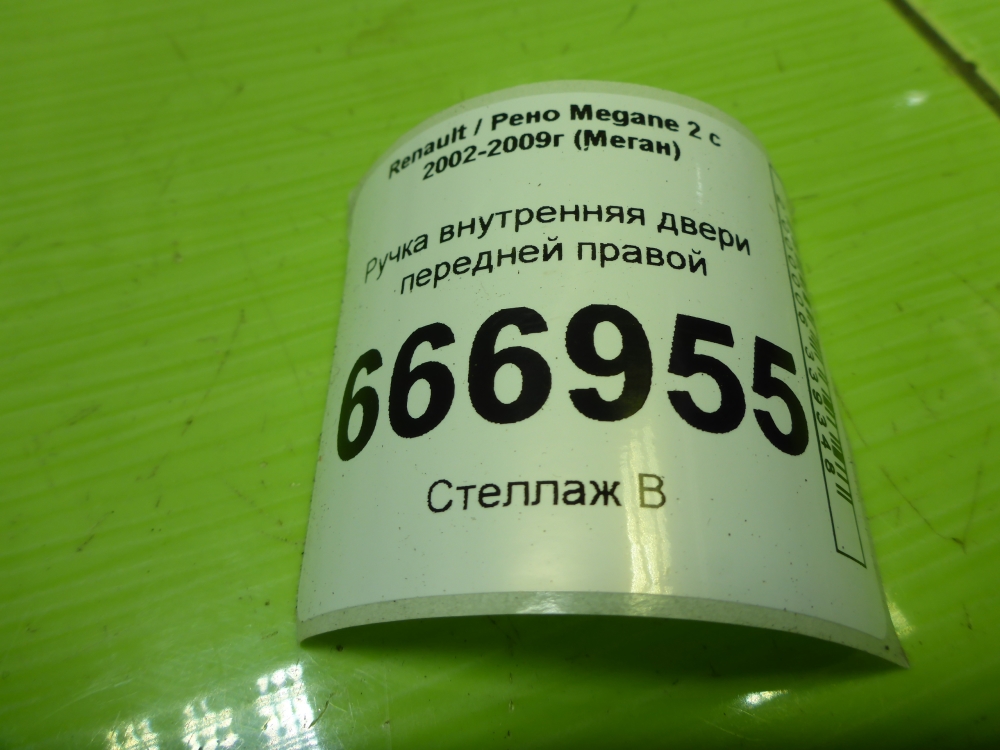 Renault / Рено Megane 2 с
2002-2009г (Меган)
Ручка внутренняя двери
передней правой
666955
Стеллаж В